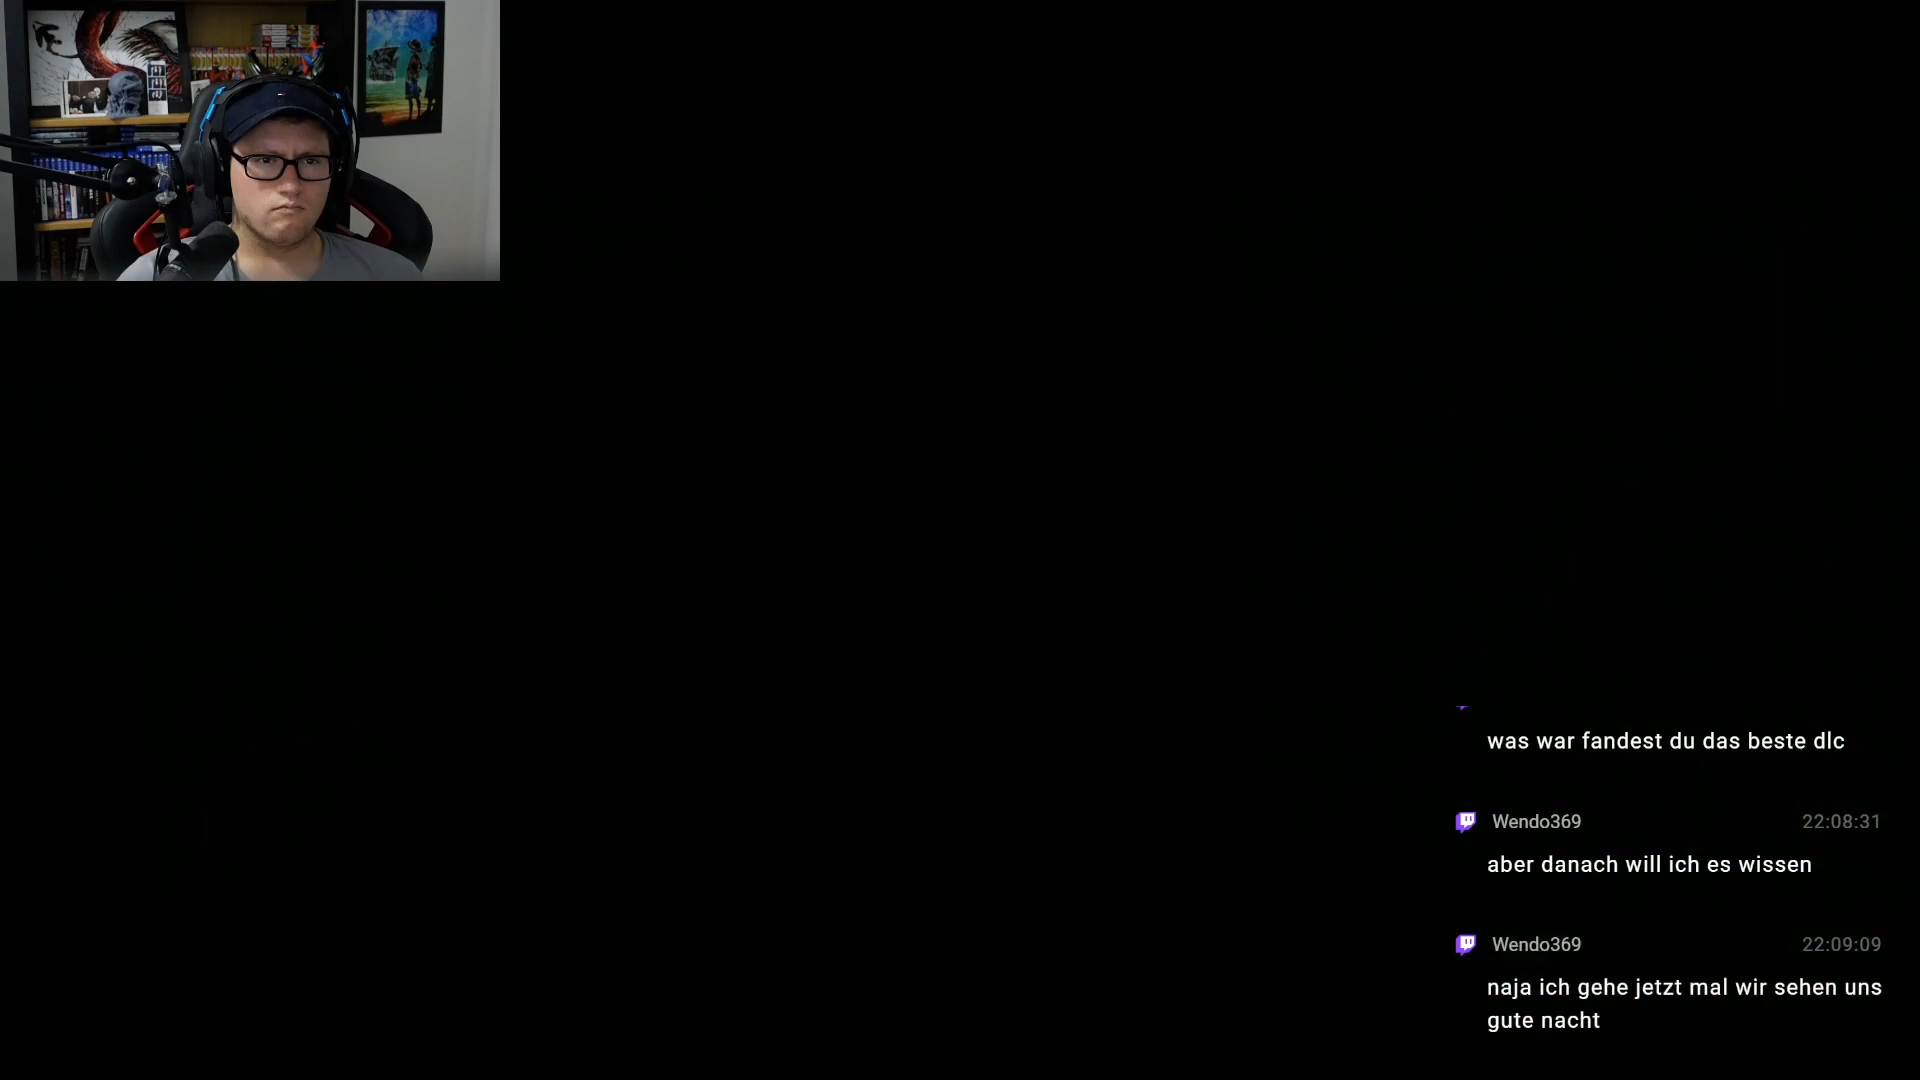 was war fandest du das beste dlc
Wendo369 22:08:31
aber danach will ich es wissen
Wendo369 22:09:09
naja ich gehe jetzt mal wir sehen uns
gute nacht